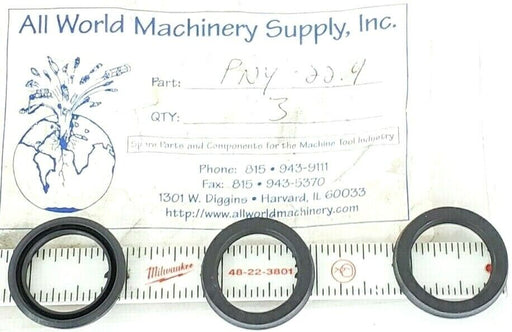 All World Machinery Supply, Inc.
Part: PNY-22.4
QTY: 3
Spare Parts and Components for the Machine Tool Industry
Phone: 815 • 943-9111
Fax: 815 • 943-5370
1301 W. Diggins • Harvard, IL 60033
http://www.allworldmachinery.com/
Milwaukee 48-22-3801